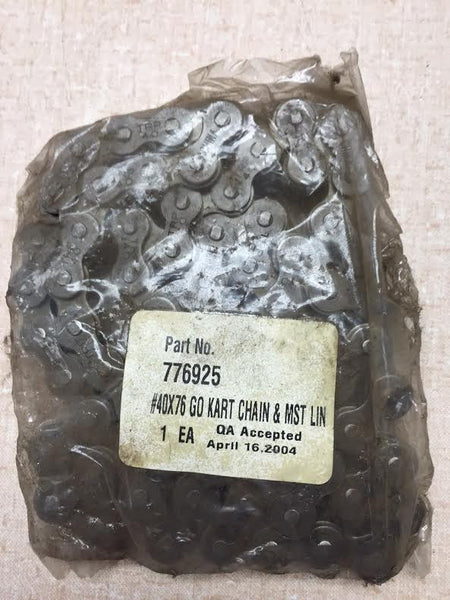 Part No.
776925
#40X76 GO KART CHAIN & MST LIN
1 EA QA Accepted
April 16,2004